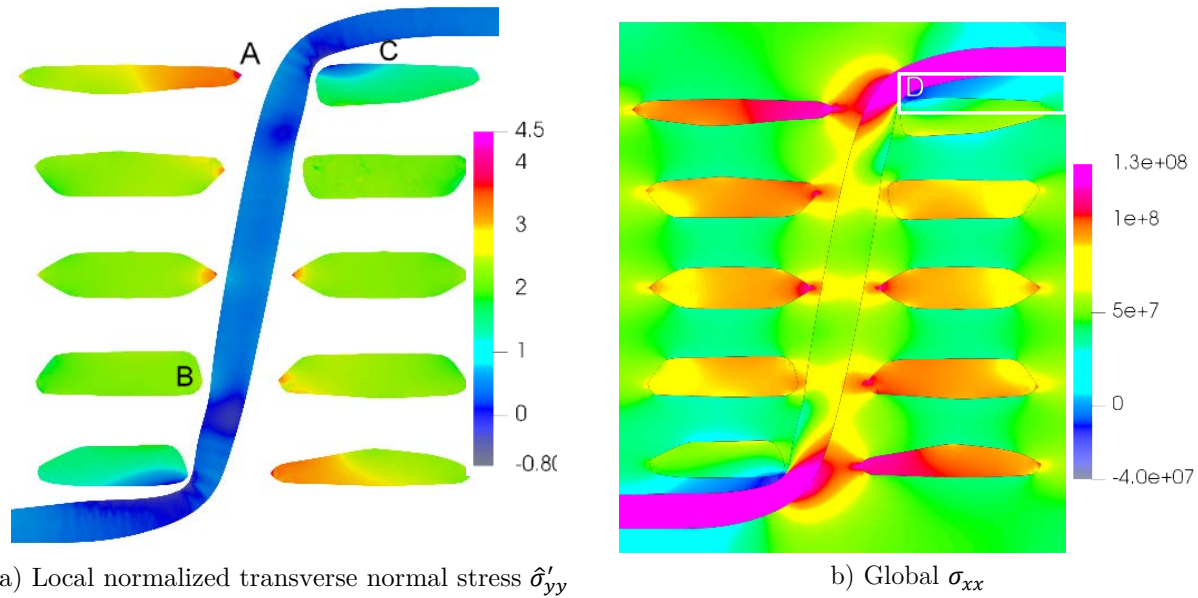 A
C
B
4.5
4
3
2
1
0
-0.80
a) Local normalized transverse normal stress σ̂′yy
D
1.3e+08
1e+8
5e+7
0
-4.0e+07
b) Global σxx